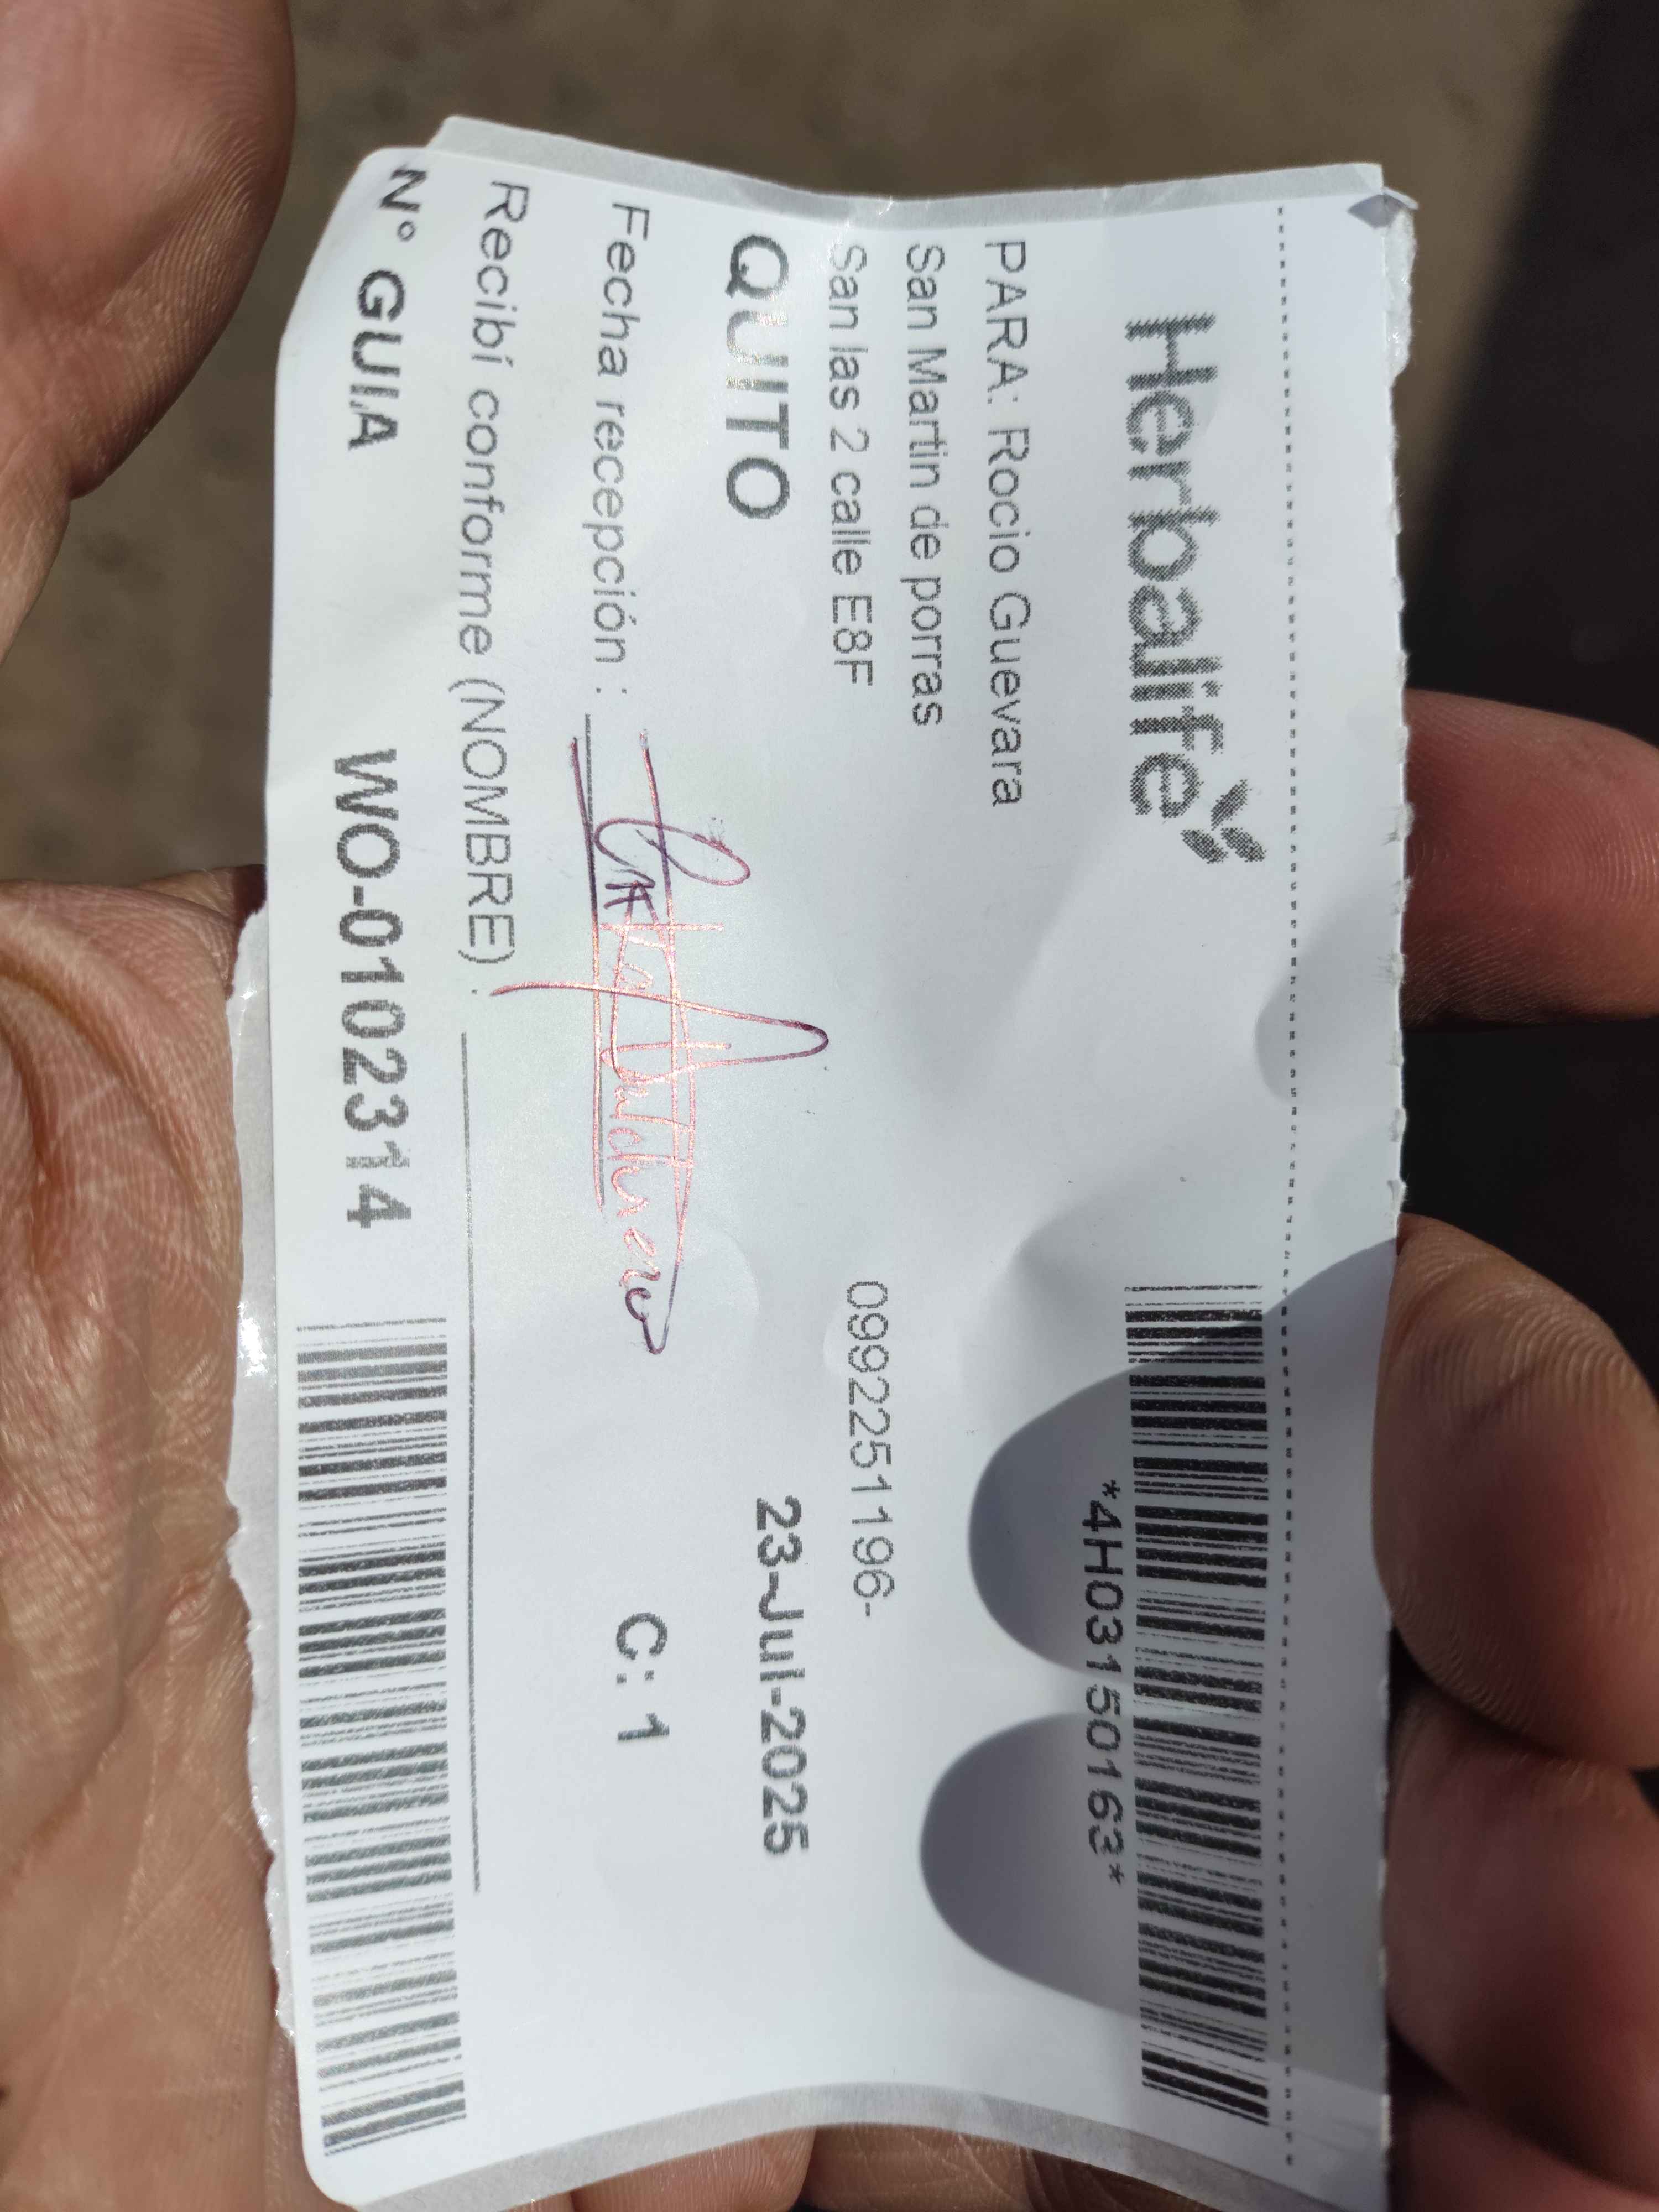 Herbalife
*4H03150163*
PARA: Rocio Guevara
San Martin de porras
San las 2 calle E8F
0992251196-
QUITO
23-Jul-2025
Fecha recepción :
C: 1
Recibí conforme (NOMBRE) :
N° GUIA WO-0102314